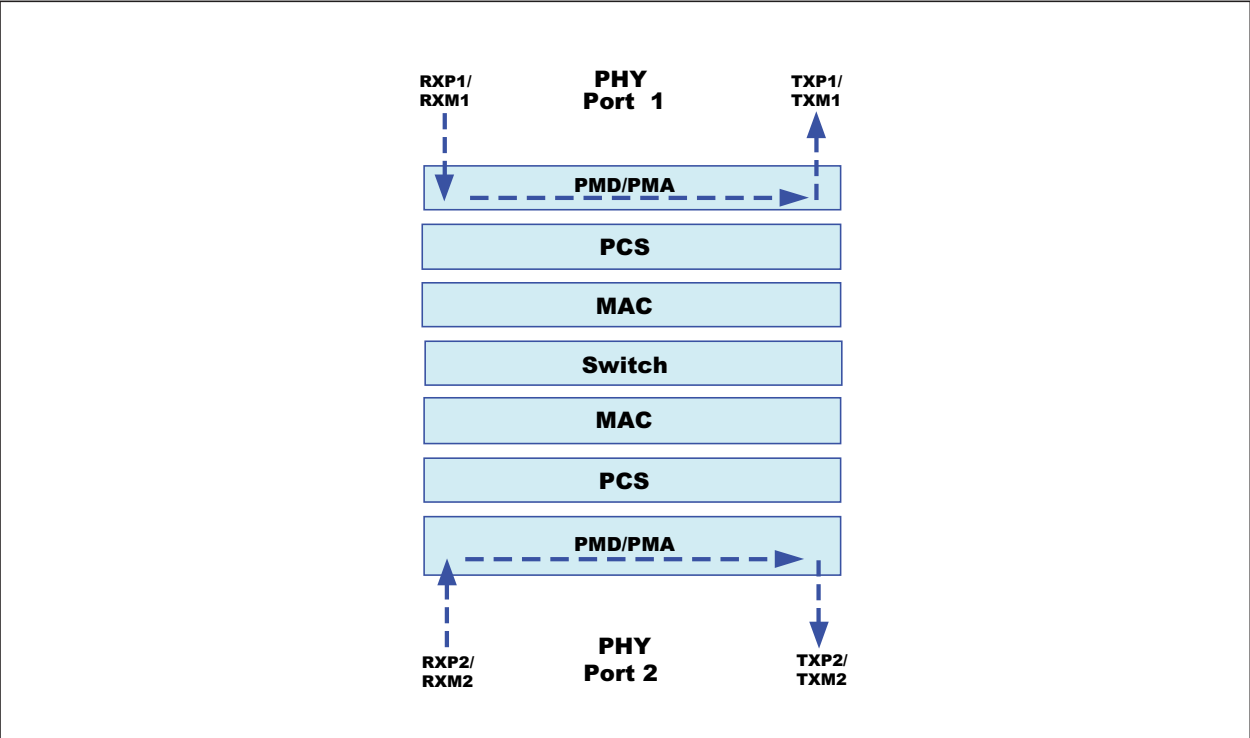 RXP1/
RXM1
PHY
Port 1
TXP1/
TXM1
PMD/PMA
PCS
MAC
Switch
MAC
PCS
PMD/PMA
RXP2/
RXM2
PHY
Port 2
TXP2/
TXM2